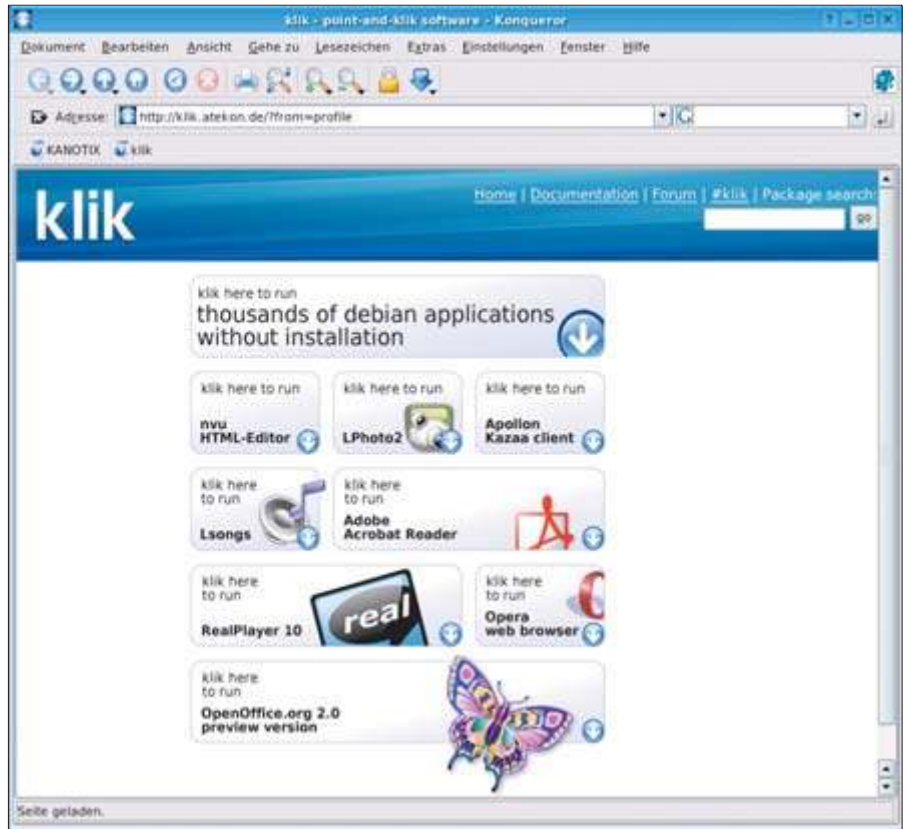 klik - point-and-klik software - Konqueror
Dokument Bearbeiten Ansicht Gehe zu Lesezeichen Extras Einstellungen Fenster Hilfe
Adresse: http://klik.atekon.de/?from=profile
KANOTIX klik
klik
Home | Documentation | Forum | #klik | Package search:
go
klik here to run
thousands of debian applications
without installation
klik here to run
nvu
HTML-Editor
klik here to run
LPhoto2
klik here to run
Apollon
Kazaa client
klik here
to run
Lsongs
klik here
to run
Adobe
Acrobat Reader
klik here
to run
RealPlayer 10
real
klik here
to run
Opera
web browser
klik here
to run
OpenOffice.org 2.0
preview version
Seite geladen.